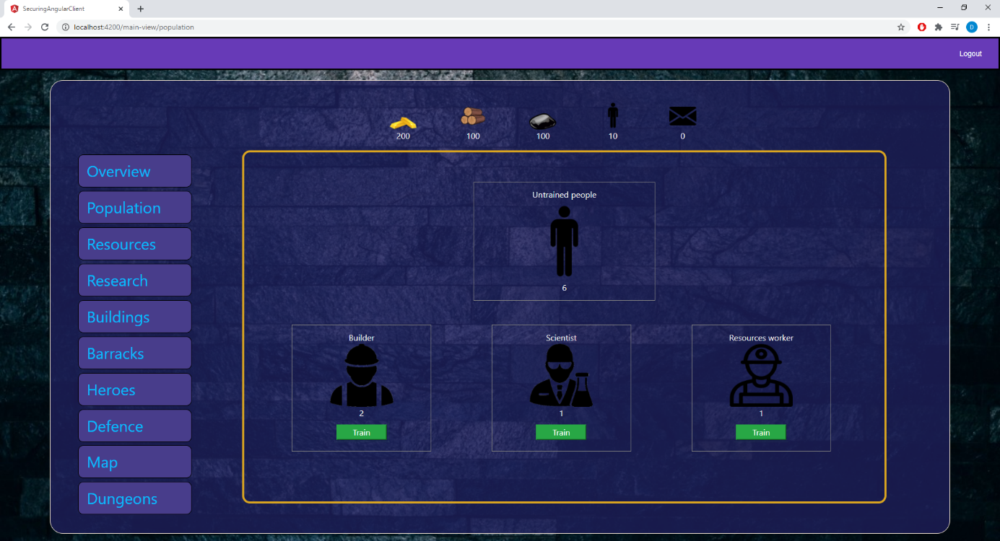 SecuringAngularClient
localhost:4200/main-view/population
D
Logout
200 100 100 10 0
Overview
Population
Resources
Research
Buildings
Barracks
Heroes
Defence
Map
Dungeons
Untrained people
6
Builder
2
Train
Scientist
1
Train
Resources worker
1
Train